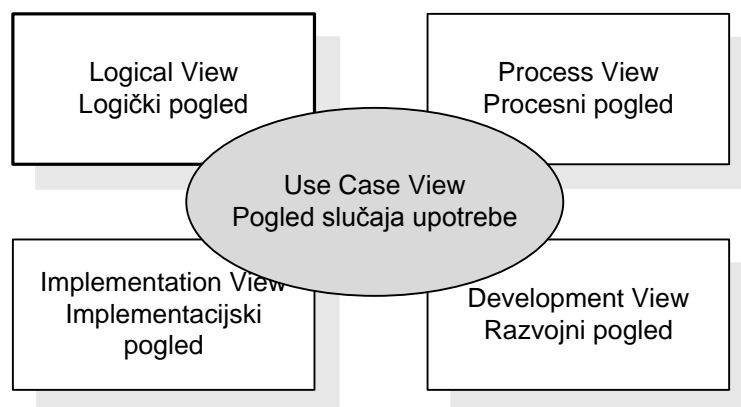 Logical View
Logički pogled
Process View
Procesni pogled
Use Case View
Pogled slučaja upotrebe
Implementation View
Implementacijski
pogled
Development View
Razvojni pogled